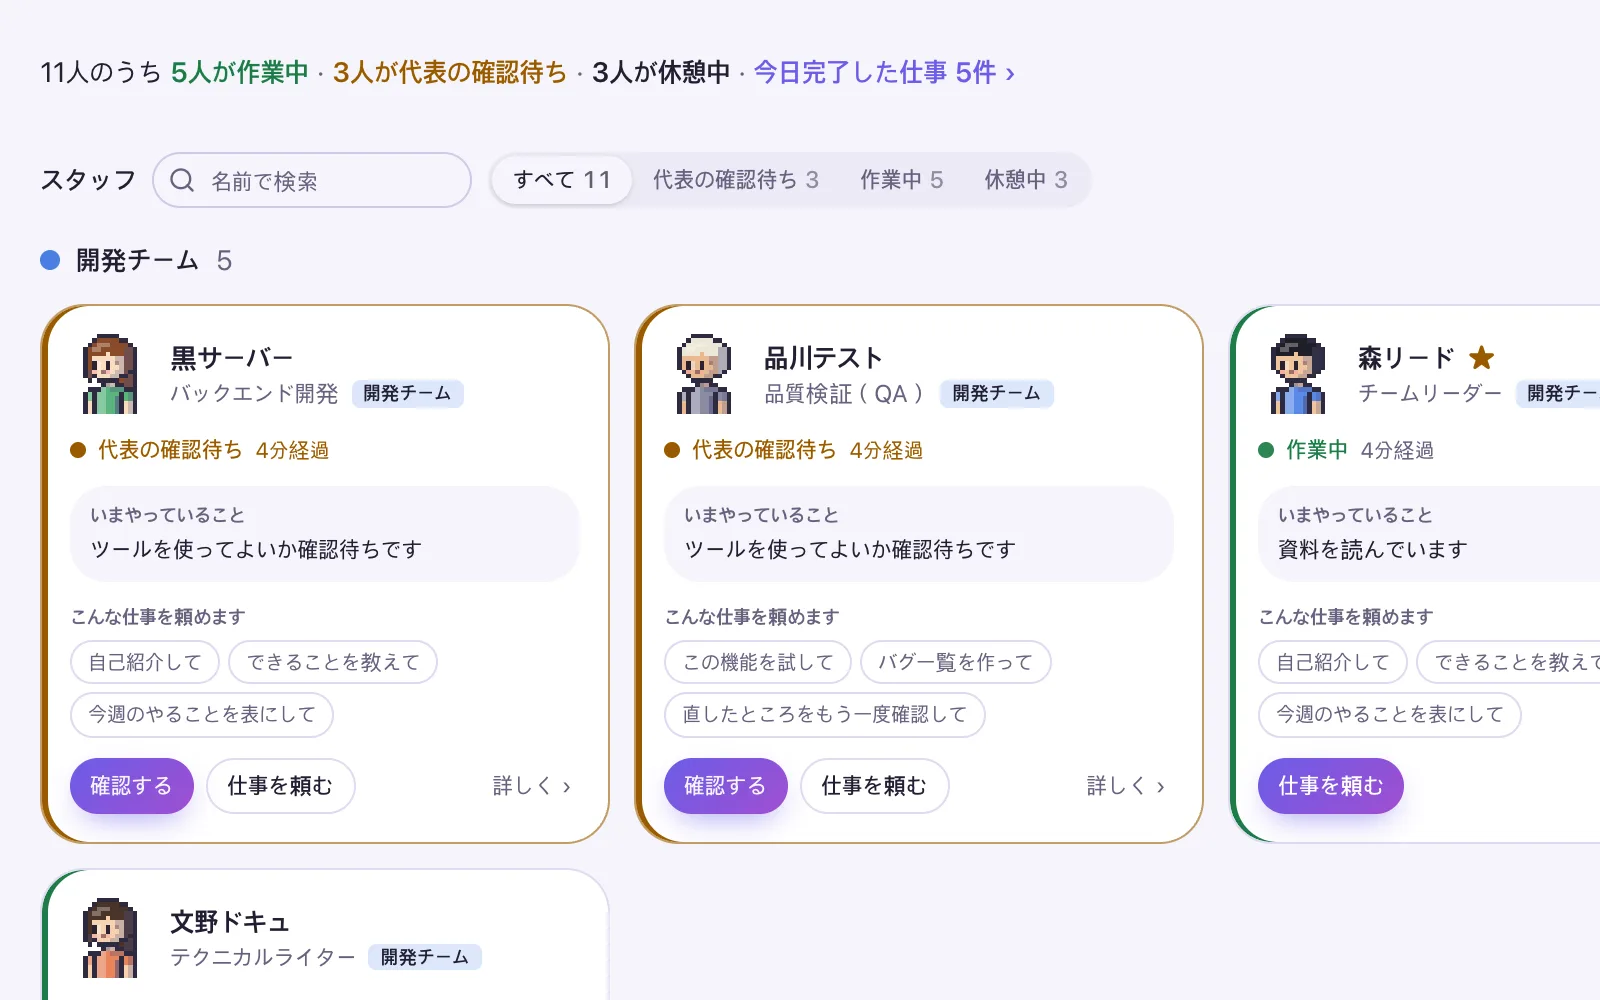 11人のうち 5人が作業中 · 3人が代表の確認待ち · 3人が休憩中 · 今日完了した仕事 5件 ›
スタッフ 名前で検索 すべて 11 代表の確認待ち 3 作業中 5 休憩中 3
開発チーム 5
黒サーバー
バックエンド開発 開発チーム
代表の確認待ち 4分経過
いまやっていること
ツールを使ってよいか確認待ちです
こんな仕事を頼めます
自己紹介して できることを教えて
今週のやることを表にして
確認する 仕事を頼む 詳しく ›
品川テスト
品質検証 ( QA ) 開発チーム
代表の確認待ち 4分経過
いまやっていること
ツールを使ってよいか確認待ちです
こんな仕事を頼めます
この機能を試して バグ一覧を作って
直したところをもう一度確認して
確認する 仕事を頼む 詳しく ›
森リード ★
チームリーダー 開発チー
作業中 4分経過
いまやっていること
資料を読んでいます
こんな仕事を頼めます
自己紹介して できることを教えて
今週のやることを表にして
仕事を頼む
文野ドキュ
テクニカルライター 開発チーム